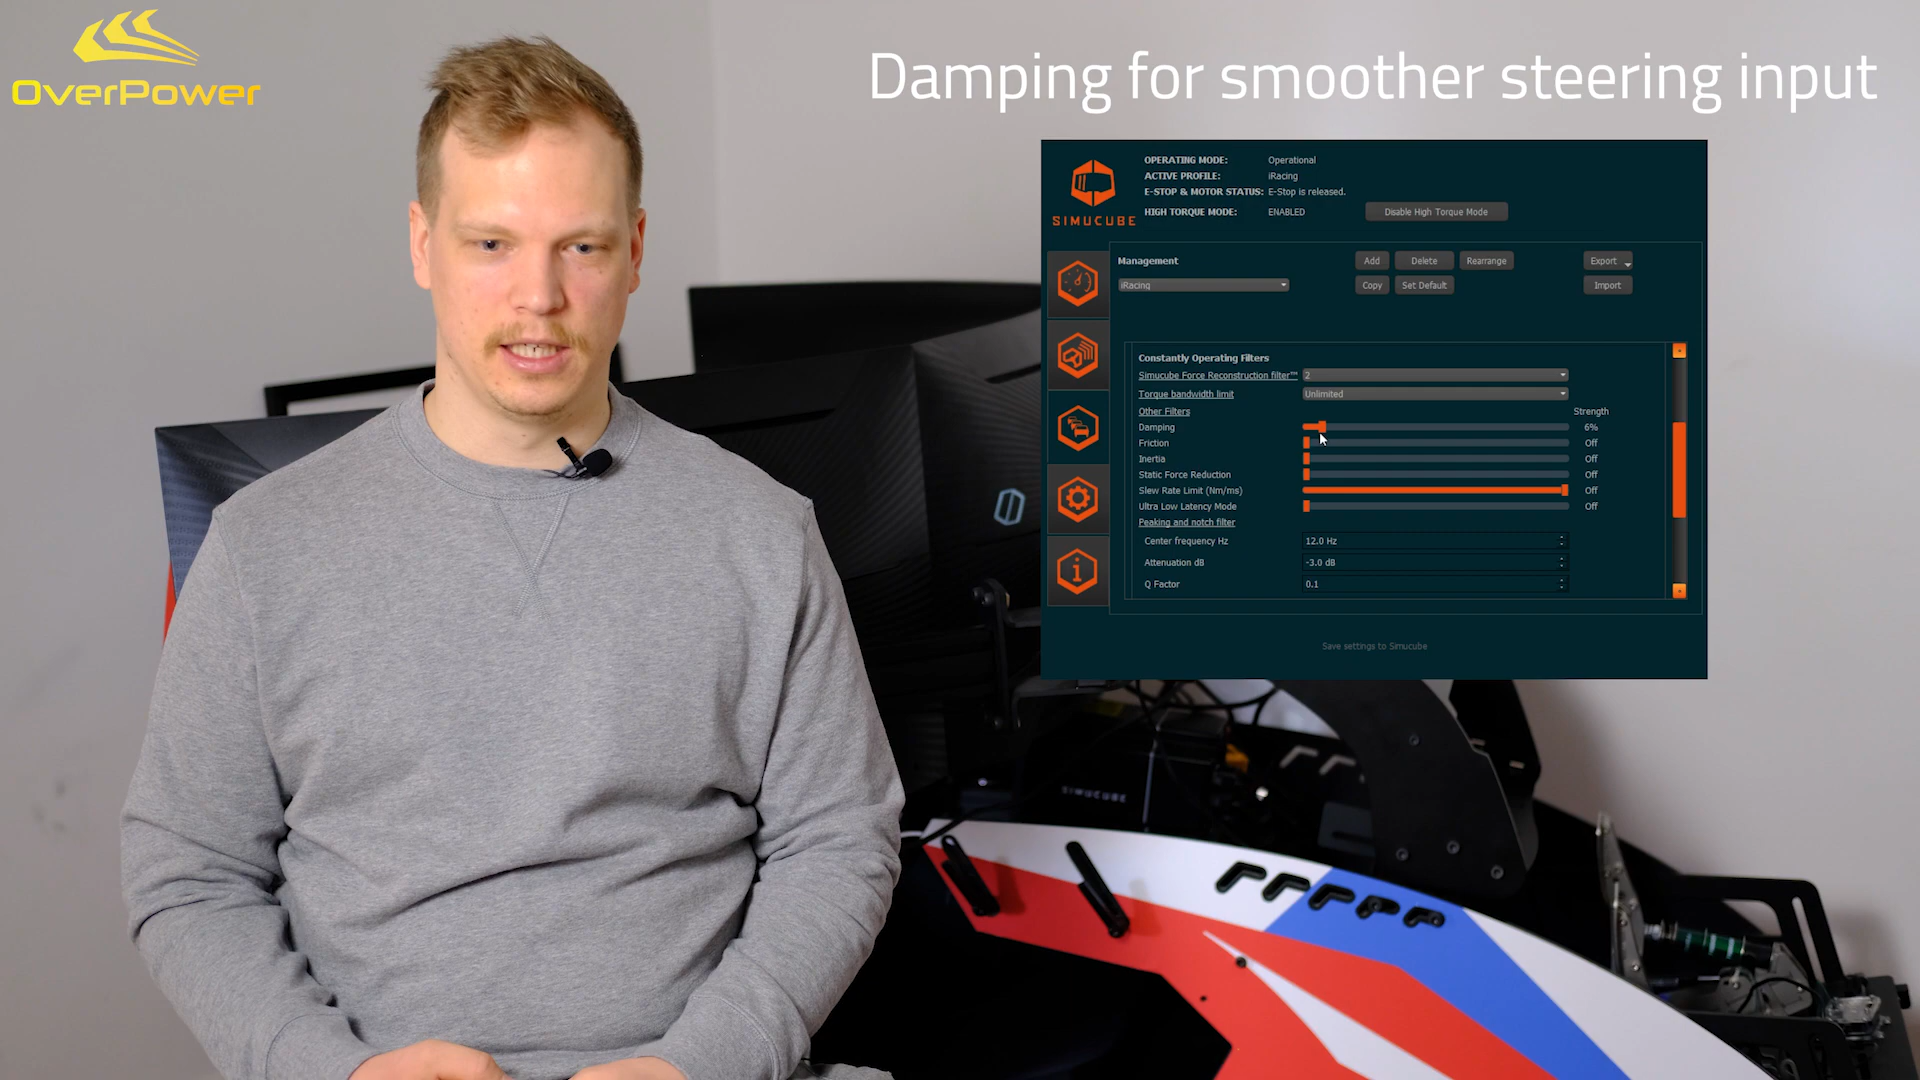 OverPower
Damping for smoother steering input
SIMUCUBE
OPERATING MODE: Operational
ACTIVE PROFILE: iRacing
E-STOP & MOTOR STATUS: E-Stop is released.
HIGH TORQUE MODE: ENABLED Disable High Torque Mode
Management Add Delete Rearrange Export
iRacing Copy Set Default Import
Constantly Operating Filters
Simucube Force Reconstruction filter™ 2
Torque bandwidth limit Unlimited
Other Filters Strength
Damping 6%
Friction Off
Inertia Off
Static Force Reduction Off
Slew Rate Limit (Nm/ms) Off
Ultra Low Latency Mode Off
Peaking and notch filter
Center frequency Hz 12.0 Hz
Attenuation dB -3.0 dB
Q Factor 0.1
Save settings to Simucube
SIMUCUBE